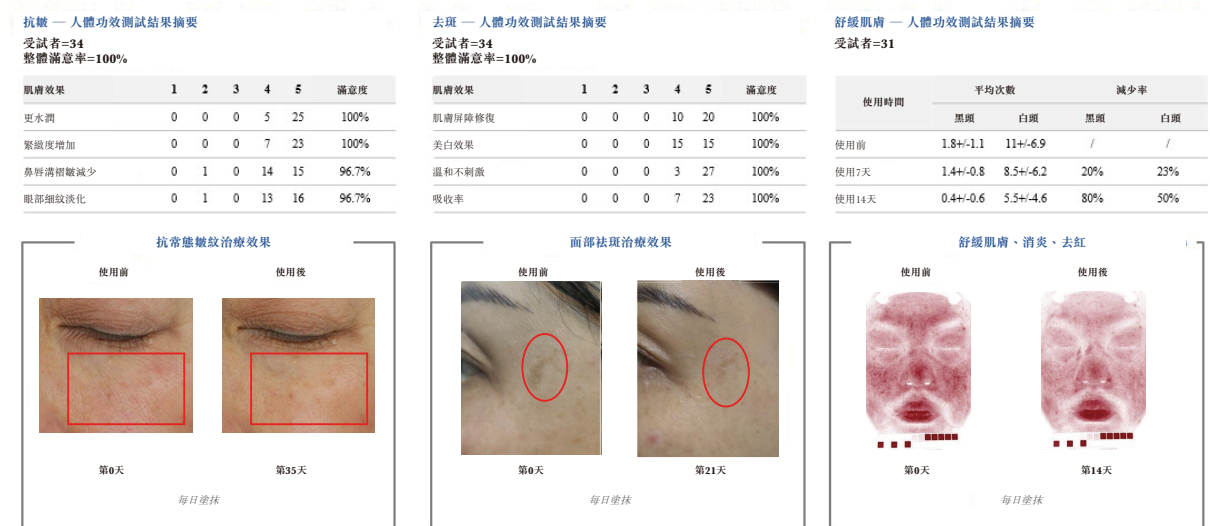 抗皺 — 人體功效測試結果摘要
受試者=34
整體滿意率=100%
肌膚效果 1 2 3 4 5 滿意度
更水潤 0 0 0 5 25 100%
緊緻度增加 0 0 0 7 23 100%
鼻唇溝褶皺減少 0 1 0 14 15 96.7%
眼部細紋淡化 0 1 0 13 16 96.7%
抗常態皺紋治療效果
使用前 使用後
第0天 第35天
每日塗抹
去斑 — 人體功效測試結果摘要
受試者=34
整體滿意率=100%
肌膚效果 1 2 3 4 5 滿意度
肌膚屏障修復 0 0 0 10 20 100%
美白效果 0 0 0 15 15 100%
溫和不刺激 0 0 0 3 27 100%
吸收率 0 0 0 7 23 100%
面部祛斑治療效果
使用前 使用後
第0天 第21天
每日塗抹
舒緩肌膚 — 人體功效測試結果摘要
受試者=31
使用時間 平均次數 減少率
黑頭 白頭 黑頭 白頭
使用前 1.8+/-1.1 11+/-6.9 / /
使用7天 1.4+/-0.8 8.5+/-6.2 20% 23%
使用14天 0.4+/-0.6 5.5+/-4.6 80% 50%
舒緩肌膚、消炎、去紅
使用前 使用後
第0天 第14天
每日塗抹